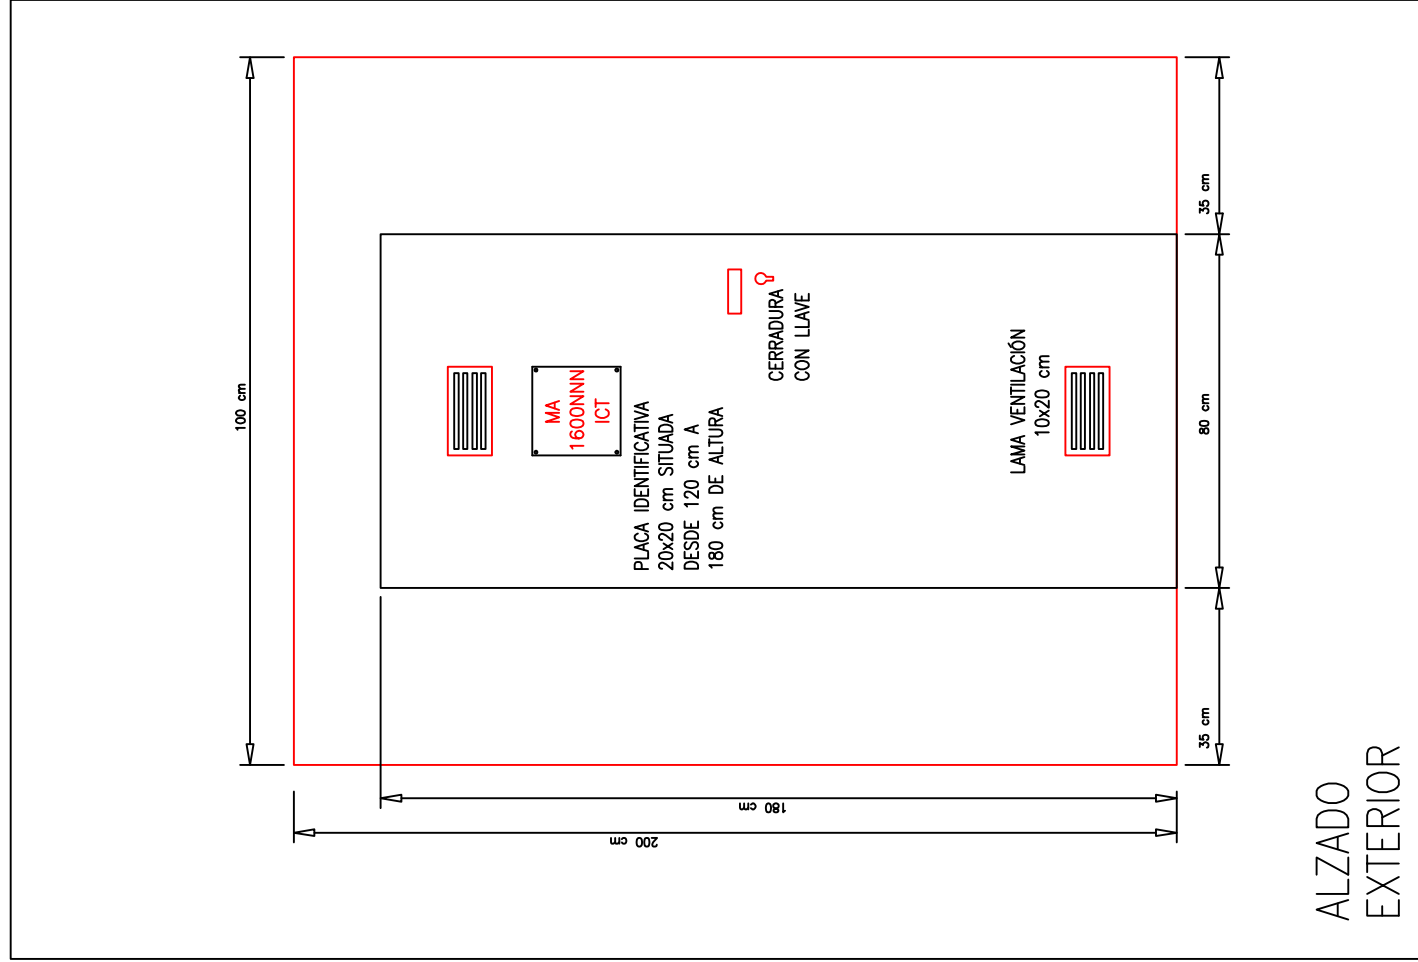 100 cm
MA
1600NNN
ICT
PLACA IDENTIFICATIVA
20x20 cm SITUADA
DESDE 120 cm A
180 cm DE ALTURA
CERRADURA
CON LLAVE
LAMA VENTILACIÓN
10x20 cm
35 cm
80 cm
35 cm
180 cm
200 cm
ALZADO
EXTERIOR